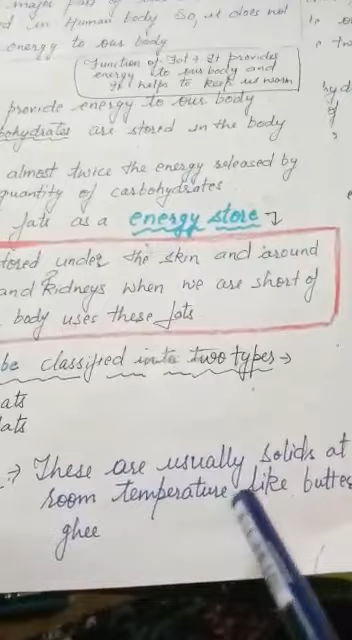 major
d in Human body so, it does not
energy to our body
Function of Fat → It provides
energy to our body and
It helps to keep us warm
provide energy to our body
bohydrates are stored in the body
almost twice the energy released by
quantity of carbohydrates
fats as a energy store
tored under the skin and around
and kidneys when we are short of
body uses these fats
be classified into two types →
ats
ats
→ These are usually solids at
room temperature like butter
ghee